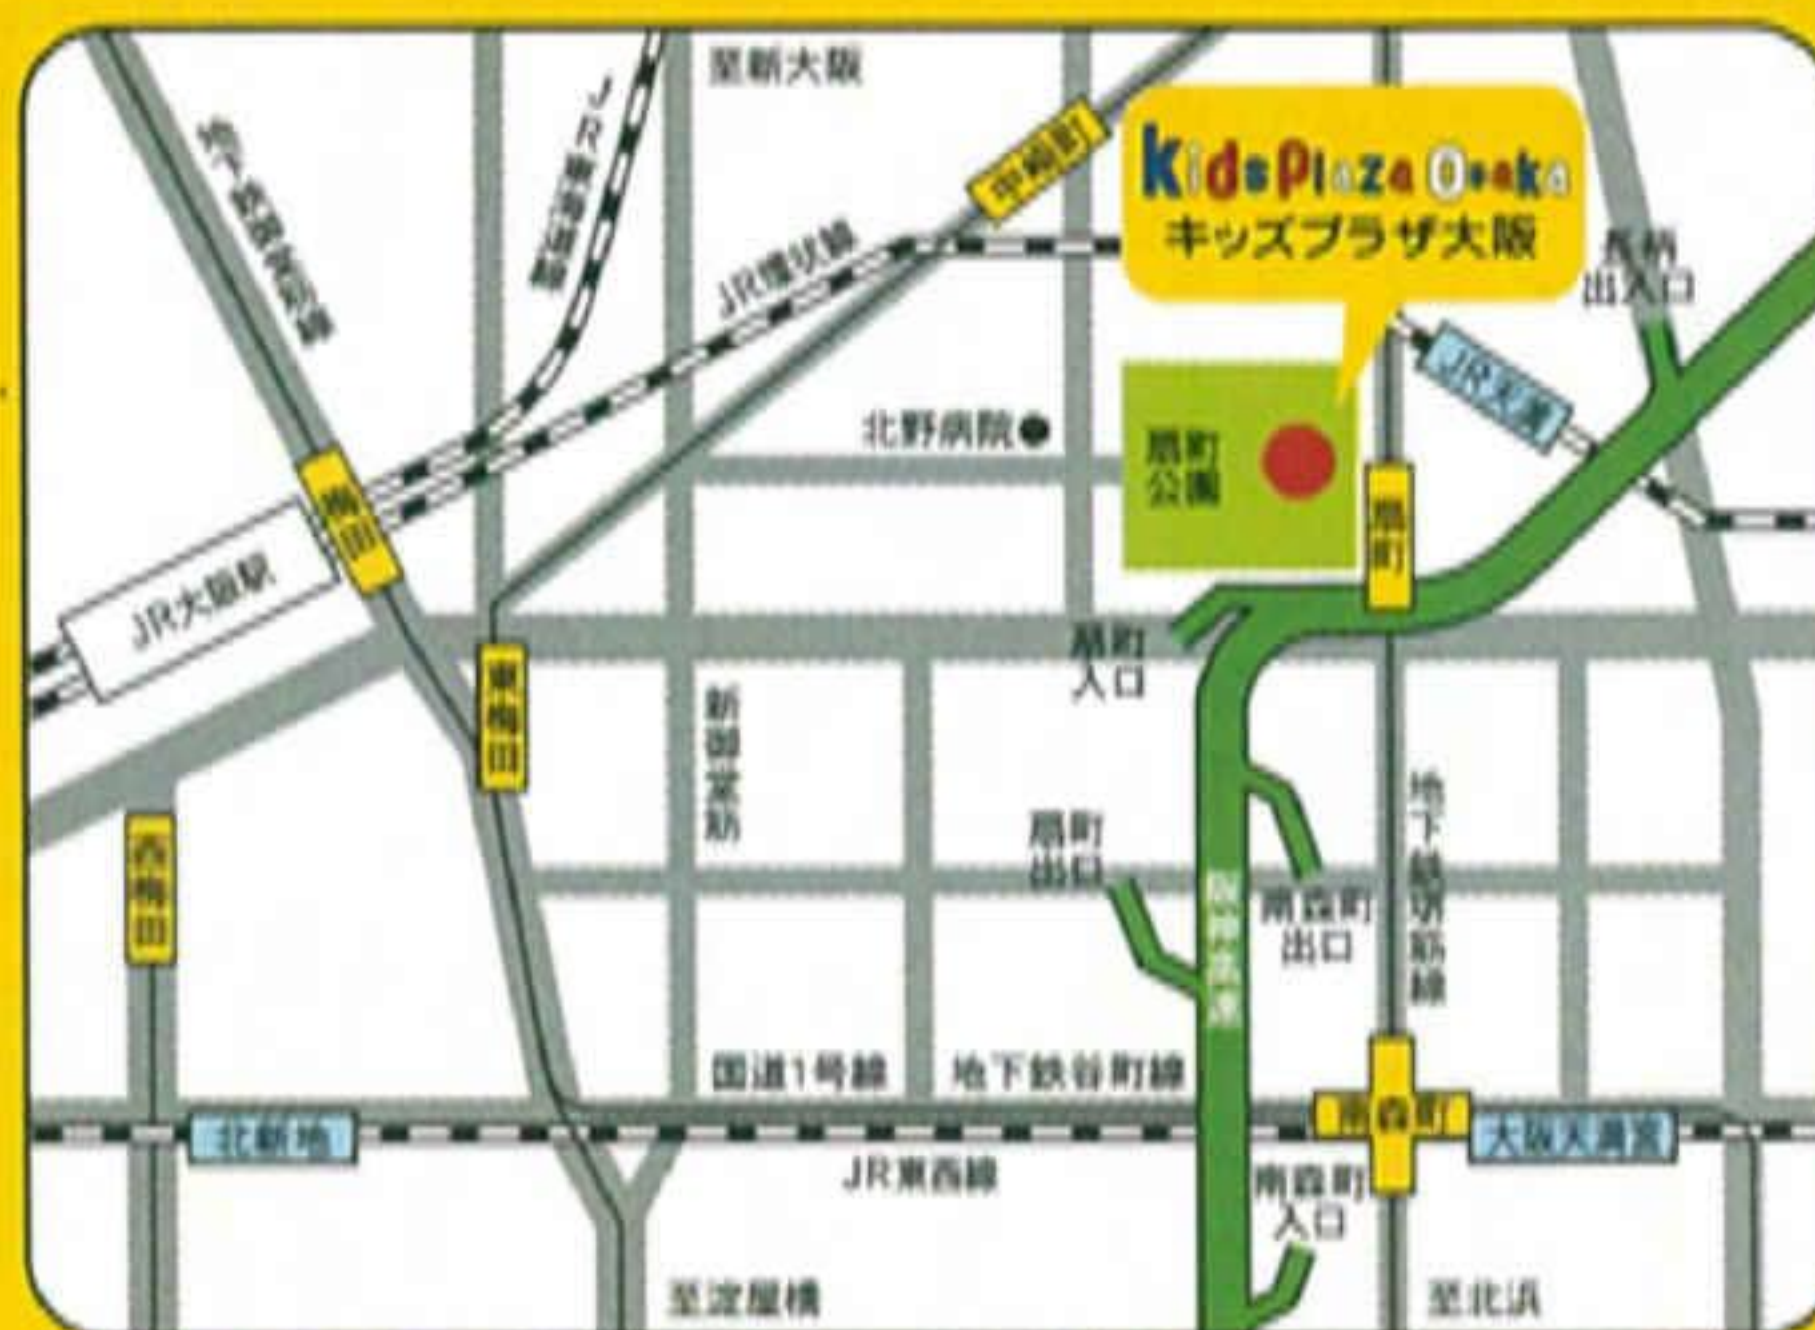 至新大阪
中崎町
Kids Plaza Osaka
キッズプラザ大阪
JR環状線
長柄
出入口
JR天満
北野病院
扇町
公園
扇町
梅田
JR大阪駅
扇町
入口
東梅田
新御堂筋
地下鉄堺筋線
扇町
出口
西梅田
阪神高速
南森町
出口
国道1号線
地下鉄谷町線
南森町
北新地
大阪天満宮
JR東西線
南森町
入口
至淀屋橋
至北浜